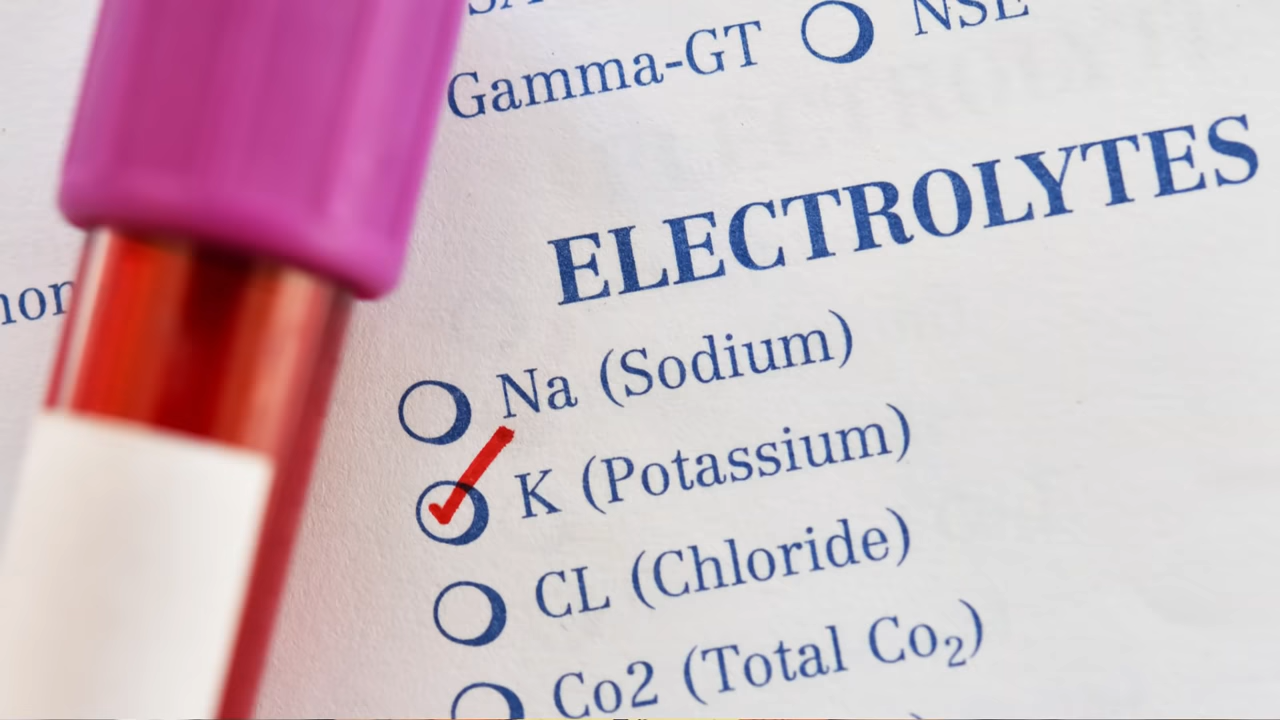 Gamma-GT NSE
ELECTROLYTES
Na (Sodium)
K (Potassium)
CL (Chloride)
Co2 (Total Co₂)